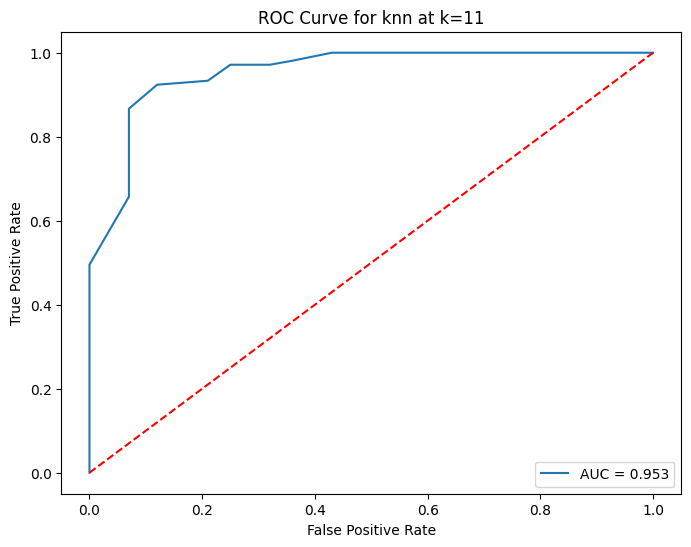 ROC Curve for knn at k=11
True Positive Rate
1.0
0.8
0.6
0.4
0.2
0.0
AUC = 0.953
0.0 0.2 0.4 0.6 0.8 1.0
False Positive Rate